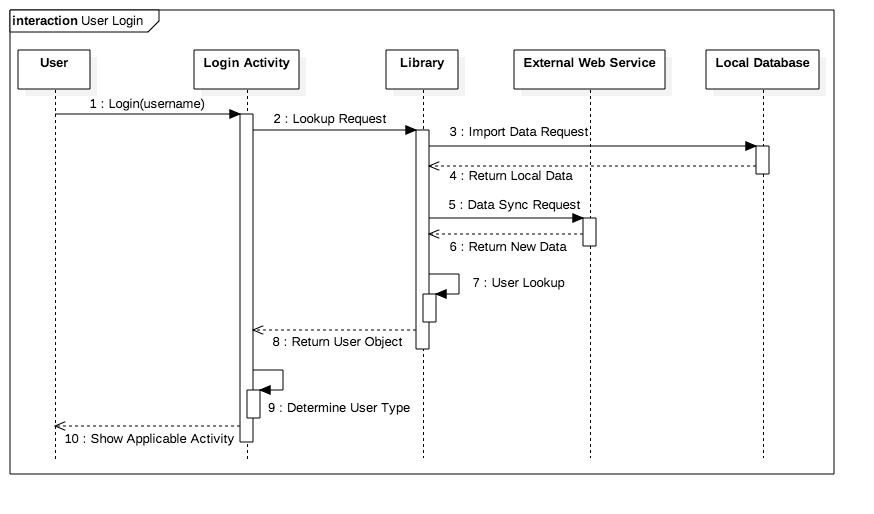 interaction User Login
User
Login Activity
Library
External Web Service
Local Database
1 : Login(username)
2 : Lookup Request
3 : Import Data Request
4 : Return Local Data
5 : Data Sync Request
6 : Return New Data
7 : User Lookup
8 : Return User Object
9 : Determine User Type
10 : Show Applicable Activity